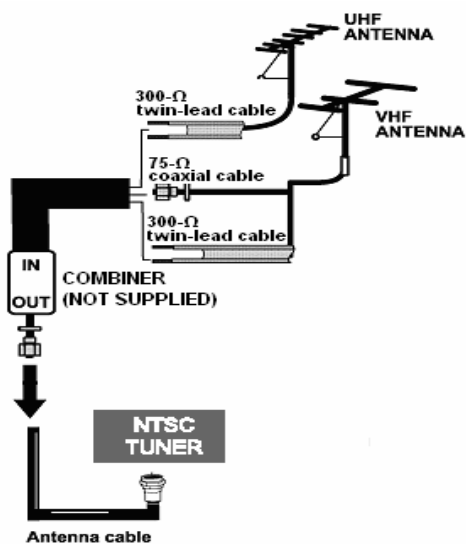 UHF
ANTENNA
300-Ω
twin-lead cable
VHF
ANTENNA
75-Ω
coaxial cable
300-Ω
twin-lead cable
IN
OUT
COMBINER
(NOT SUPPLIED)
NTSC
TUNER
Antenna cable